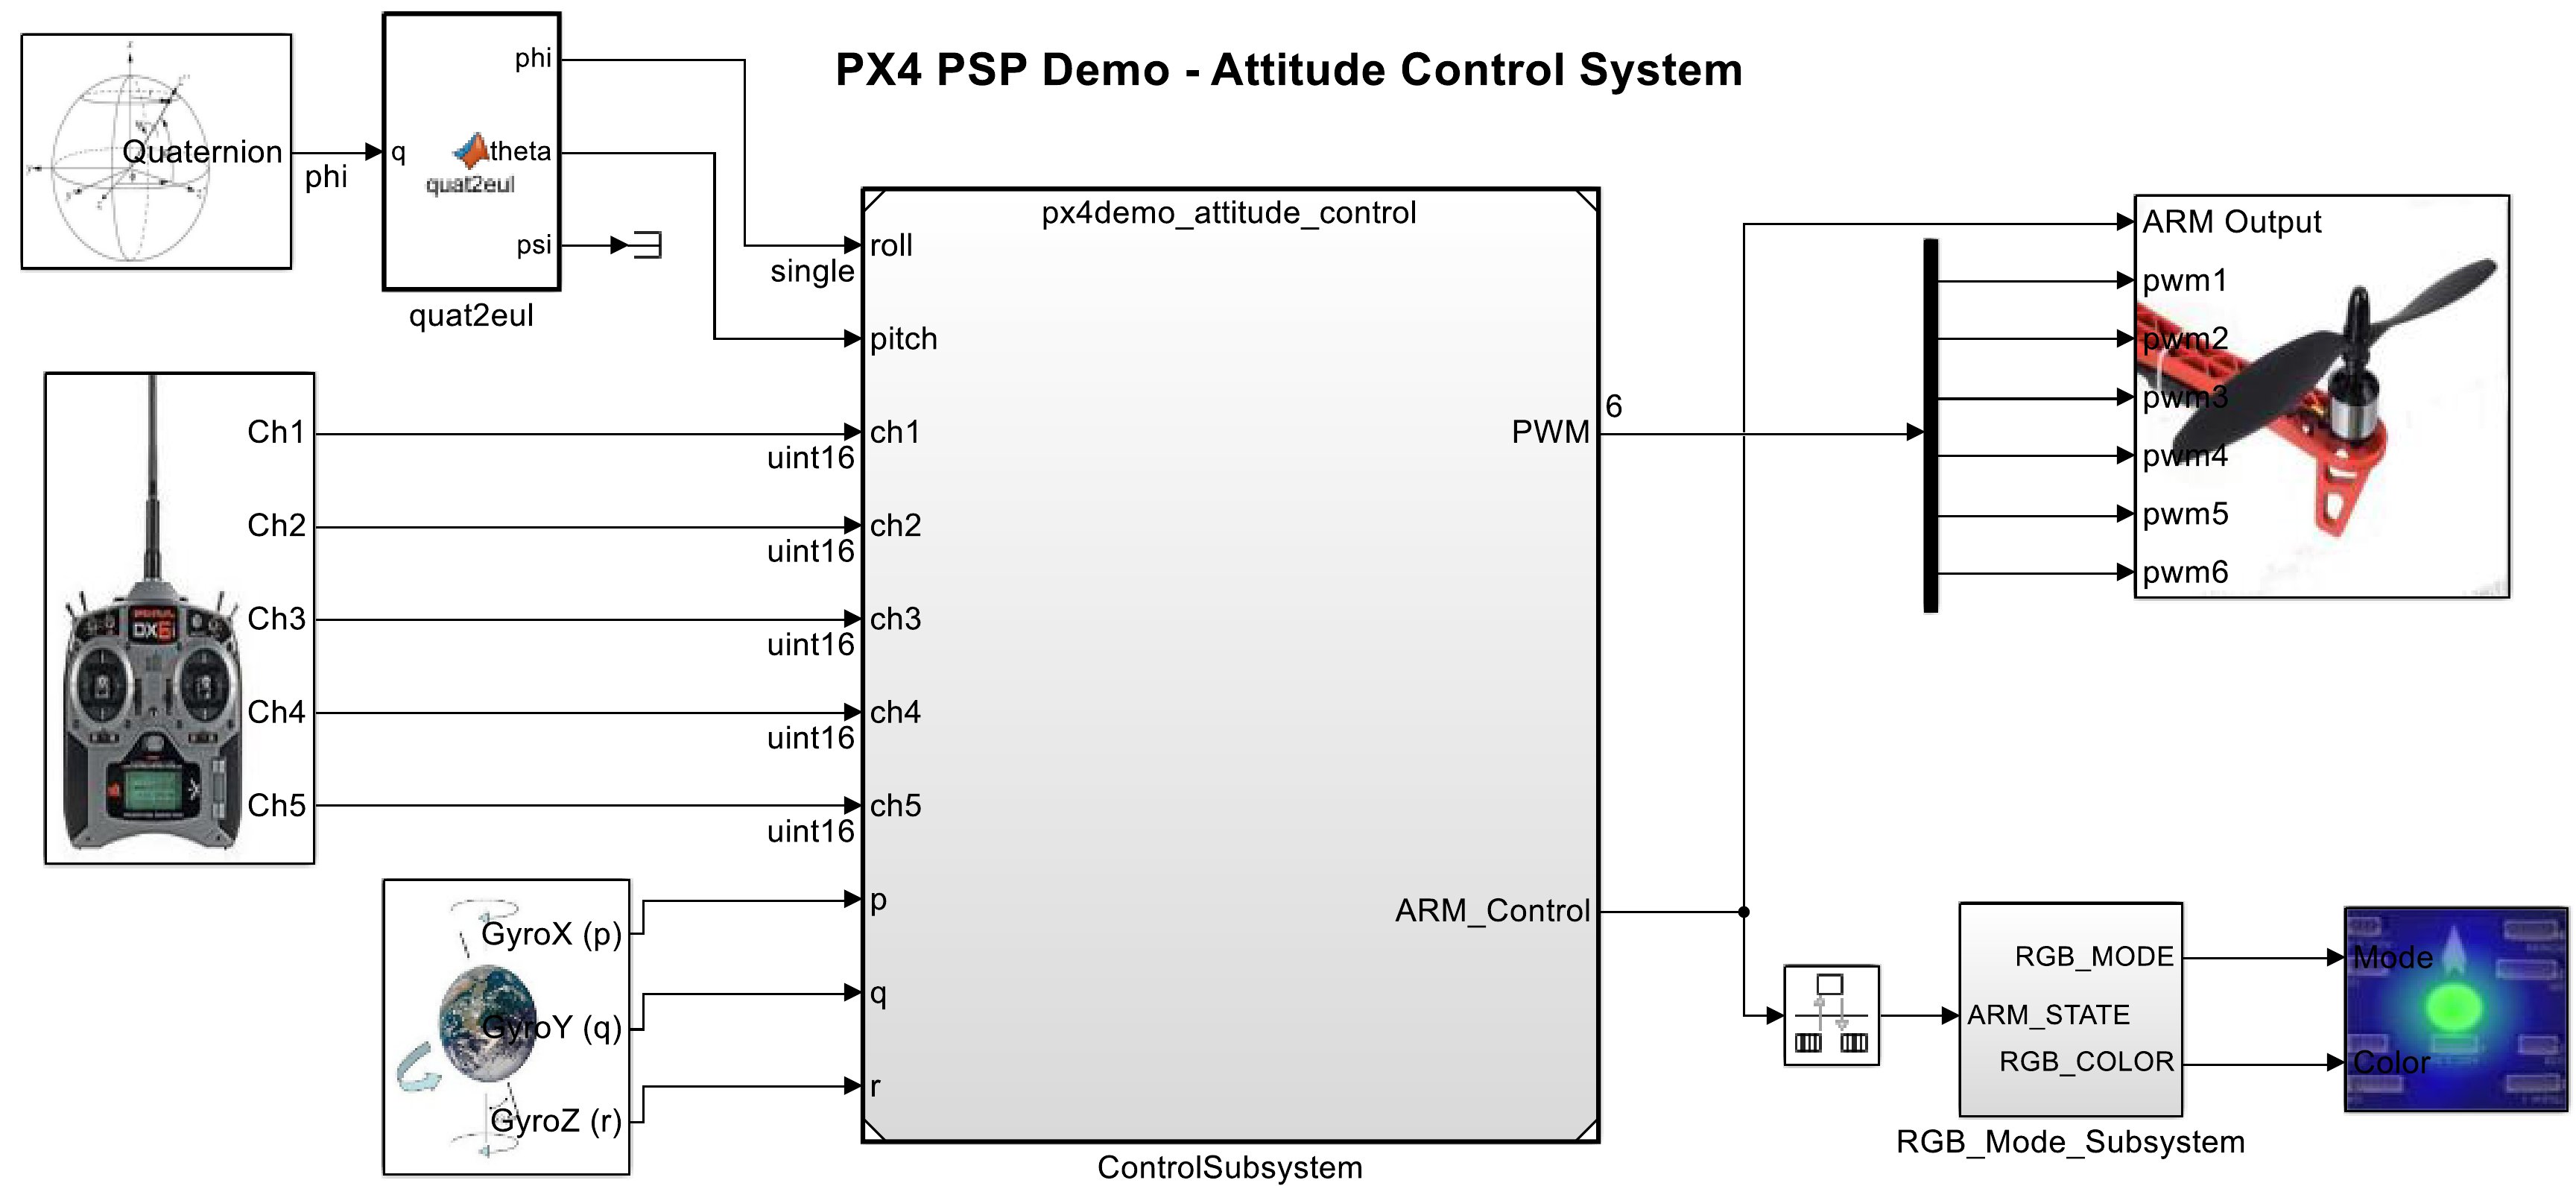 PX4 PSP Demo - Attitude Control System
Quaternion
phi
q
phi
theta
psi
quat2eul
quat2eul
px4demo_attitude_control
roll
single
pitch
Ch1
Ch2
Ch3
Ch4
Ch5
DX6i
ch1
uint16
ch2
uint16
ch3
uint16
ch4
uint16
ch5
uint16
GyroX (p)
GyroY (q)
GyroZ (r)
p
q
r
PWM
6
ARM_Control
ControlSubsystem
ARM Output
pwm1
pwm2
pwm3
pwm4
pwm5
pwm6
RGB_MODE
ARM_STATE
RGB_COLOR
RGB_Mode_Subsystem
Mode
Color